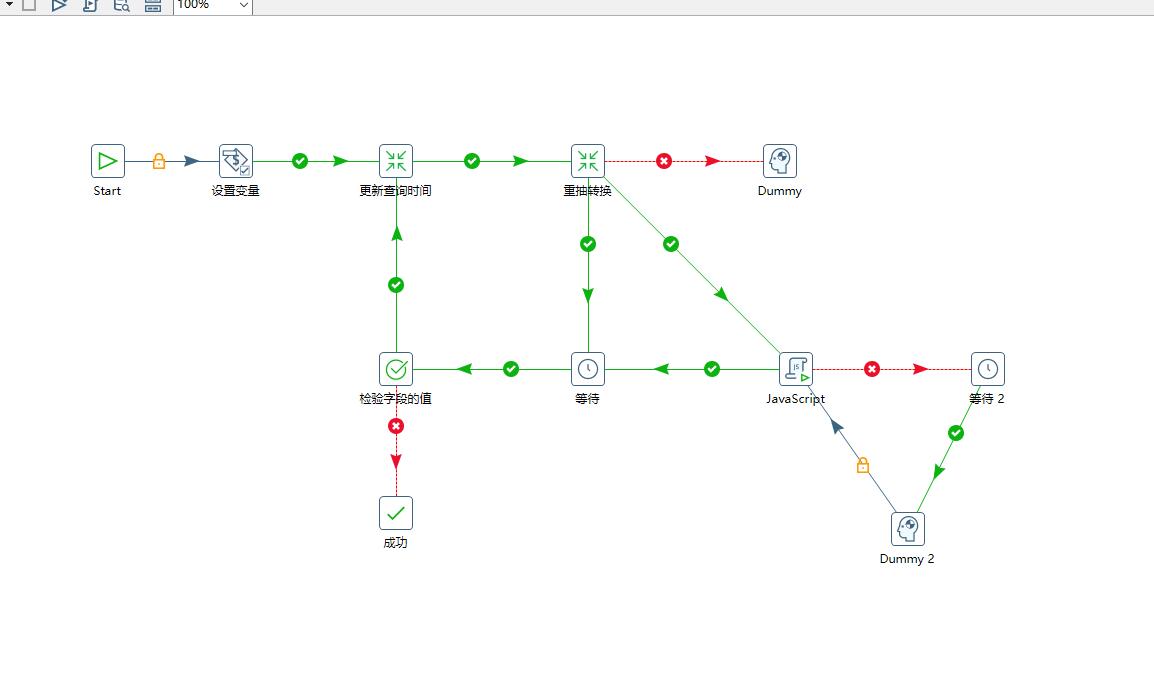 100%
Start
设置变量
更新查询时间
重抽转换
Dummy
检验字段的值
等待
JavaScript
等待 2
成功
Dummy 2